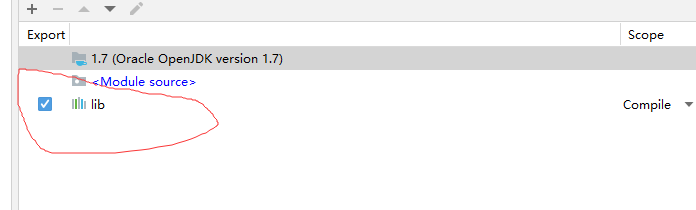 Export Scope
1.7 (Oracle OpenJDK version 1.7)
<Module source>
lib Compile